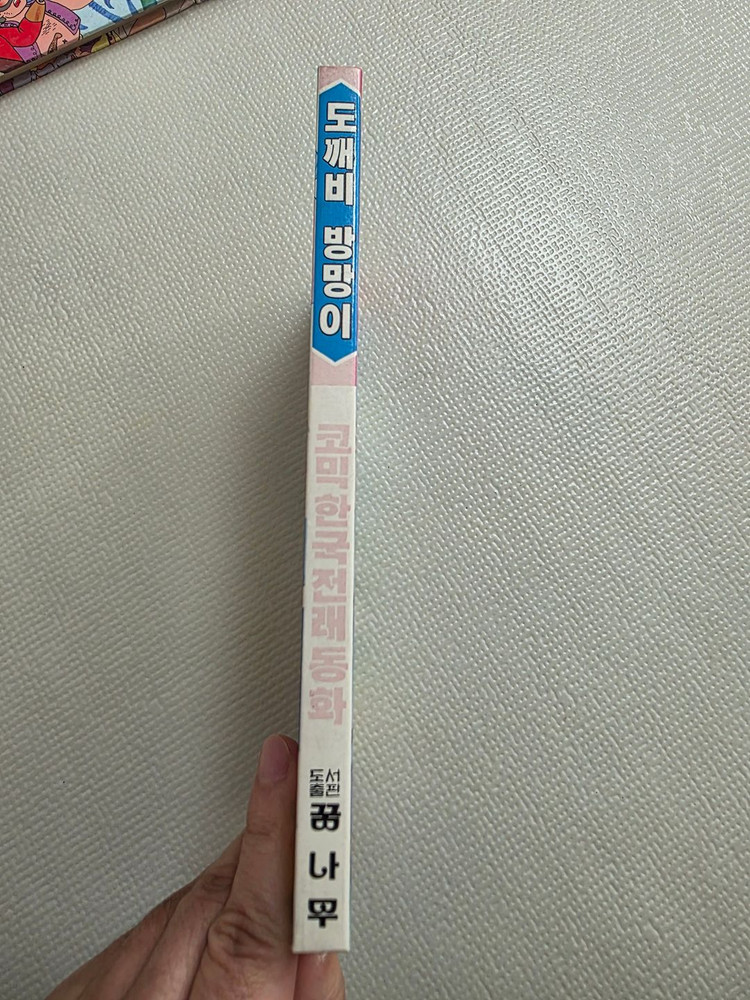 도깨비 방망이
코믹한국전래동화
도서
출판
꿈나무